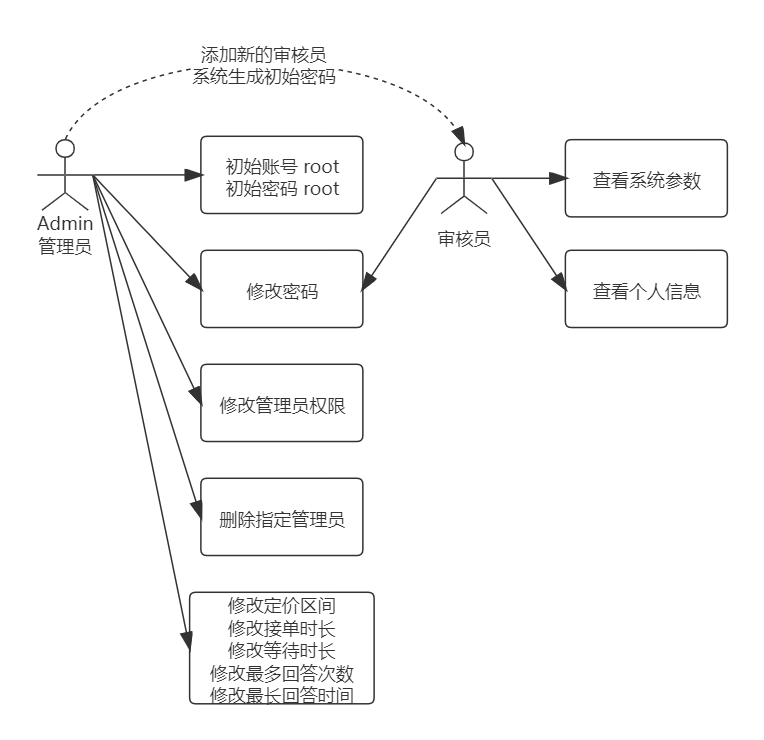 添加新的审核员
系统生成初始密码
Admin
管理员
初始账号 root
初始密码 root
审核员
查看系统参数
修改密码
查看个人信息
修改管理员权限
删除指定管理员
修改定价区间
修改接单时长
修改等待时长
修改最多回答次数
修改最长回答时间